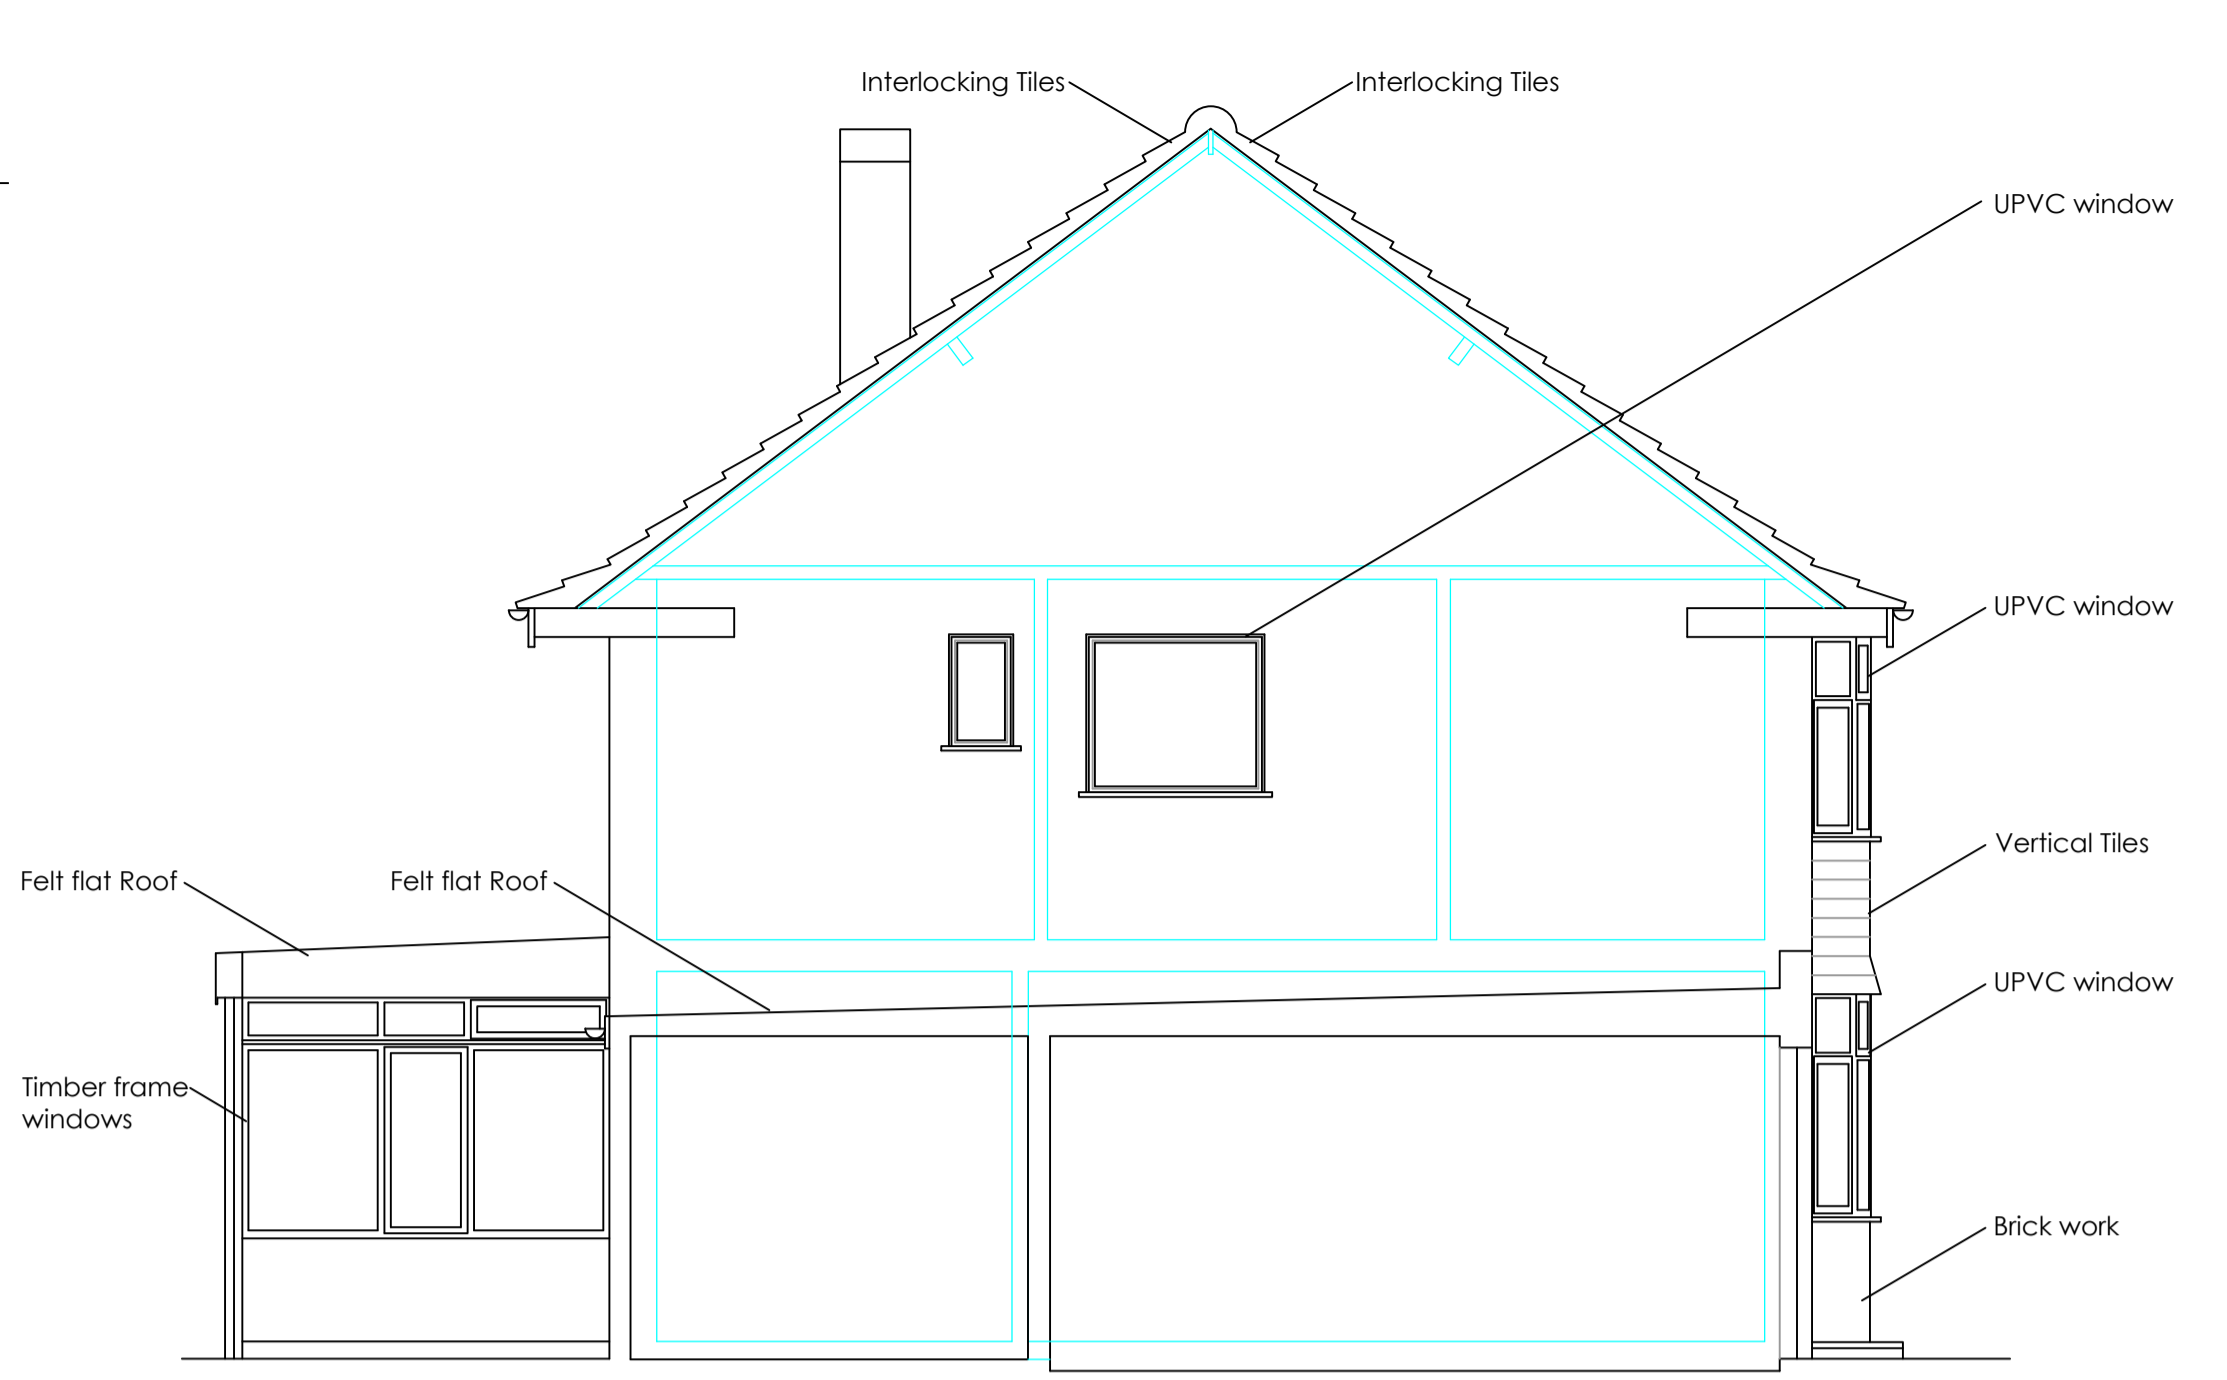 Interlocking Tiles
Interlocking Tiles
UPVC window
UPVC window
Vertical Tiles
Felt flat Roof
Felt flat Roof
UPVC window
Timber frame
windows
Brick work